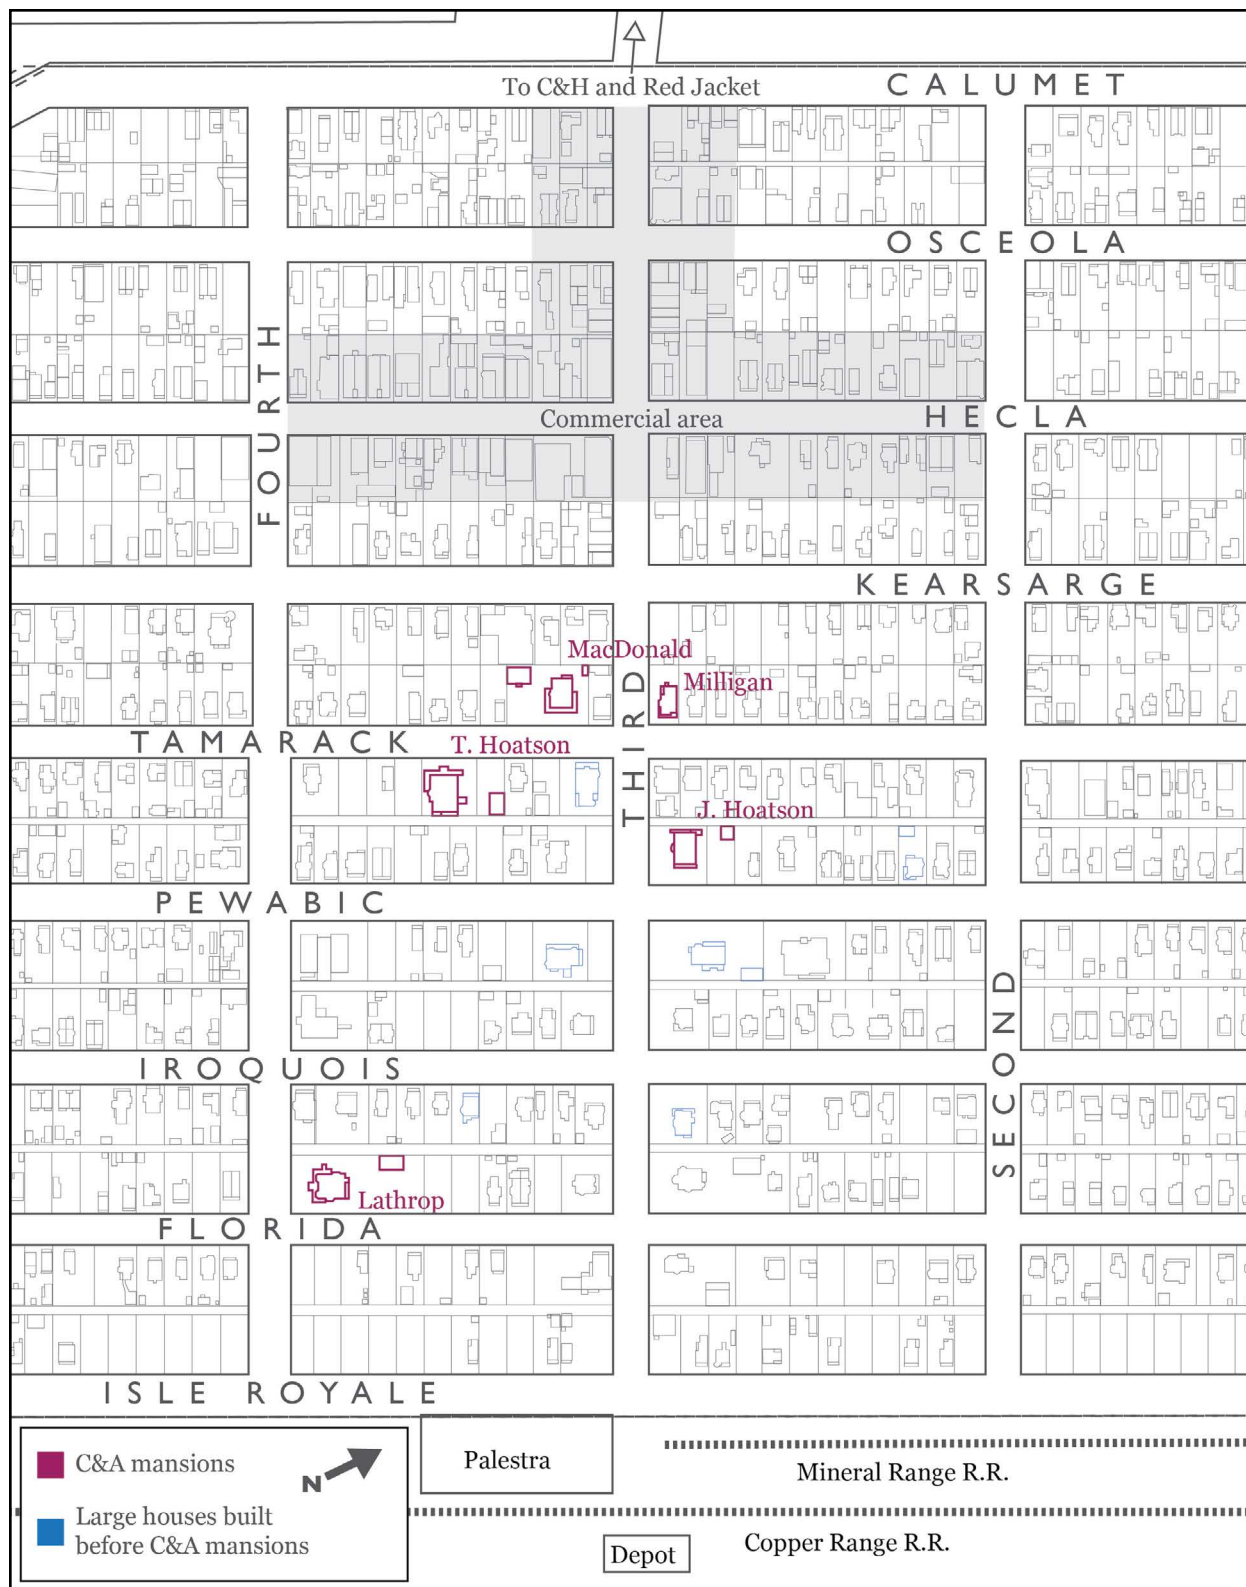 To C&H and Red Jacket
CALUMET
OSCEOLA
FOURTH
Commercial area
HECLA
KEARSARGE
MacDonald
THIRD
Milligan
TAMARACK
T. Hoatson
J. Hoatson
PEWABIC
SECOND
IROQUOIS
Lathrop
FLORIDA
ISLE ROYALE
C&A mansions
N
Large houses built
before C&A mansions
Palestra
Mineral Range R.R.
Copper Range R.R.
Depot